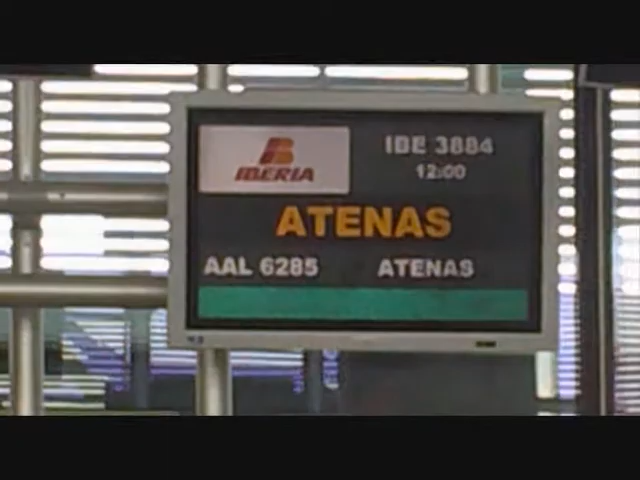 IBERIA
IBE 3884
12:00
ATENAS
AAL 6285 ATENAS